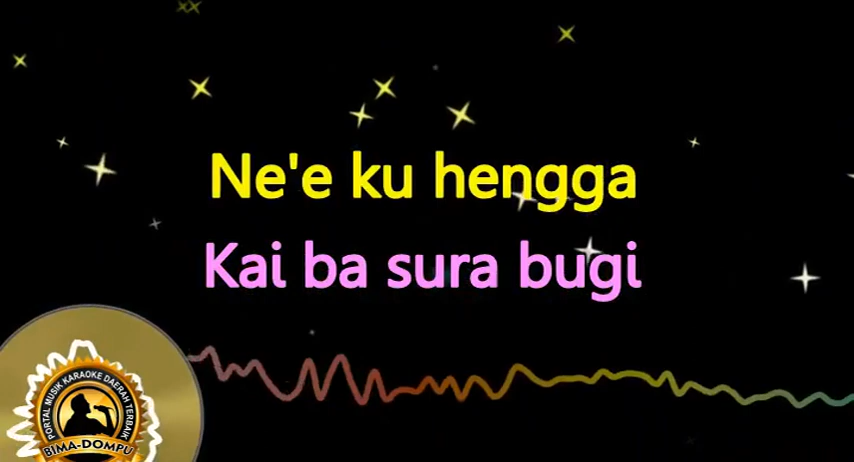 Ne'e ku hengga
Kai ba sura bugi
PORTAL MUSIK KARAOKE DAERAH TERBAIK
BIMA-DOMPU